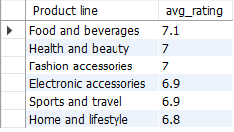 Product line avg_rating
Food and beverages 7.1
Health and beauty 7
Fashion accessories 7
Electronic accessories 6.9
Sports and travel 6.9
Home and lifestyle 6.8